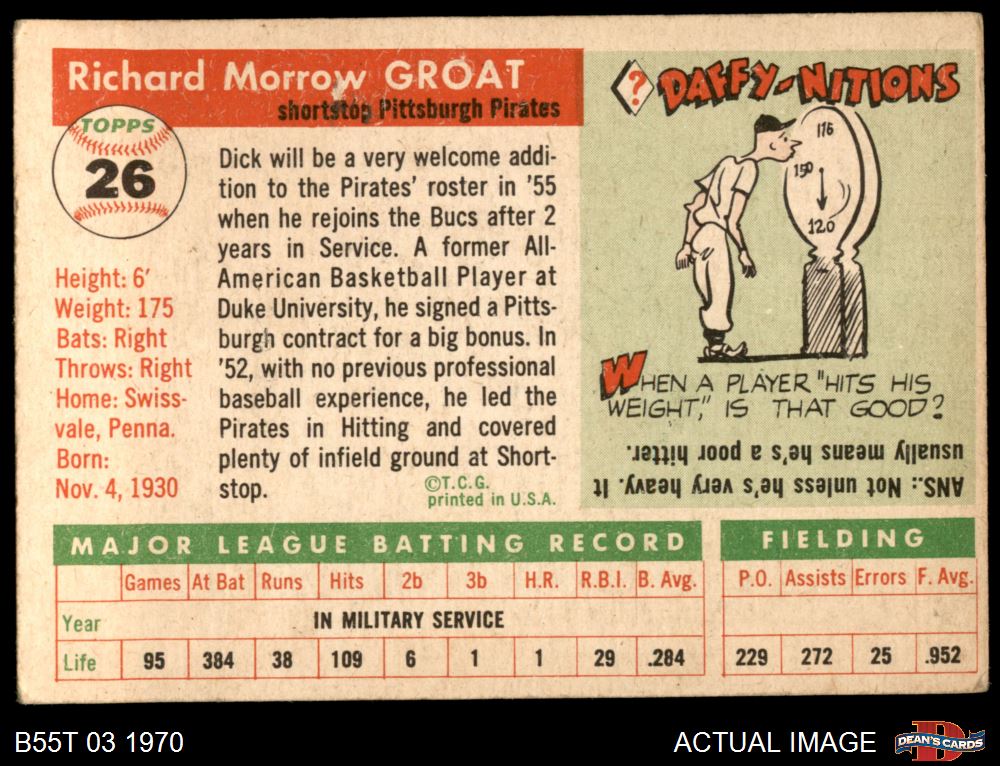 Richard Morrow GROAT
shortstop Pittsburgh Pirates
TOPPS
26
Height: 6'
Weight: 175
Bats: Right
Throws: Right
Home: Swiss-
vale, Penna.
Born:
Nov. 4, 1930
Dick will be a very welcome addi-
tion to the Pirates' roster in '55
when he rejoins the Bucs after 2
years in Service. A former All-
American Basketball Player at
Duke University, he signed a Pitts-
burgh contract for a big bonus. In
'52, with no previous professional
baseball experience, he led the
Pirates in Hitting and covered
plenty of infield ground at Short-
stop.
©T.C.G.
printed in U.S.A.
? DAFFY-NITIONS
176
150
120
WHEN A PLAYER "HITS HIS
WEIGHT," IS THAT GOOD?
ANS.: Not unless he's very heavy. It
usually means he's a poor hitter.
MAJOR LEAGUE BATTING RECORD
Games At Bat Runs Hits 2b 3b H.R. R.B.I. B. Avg.
Year IN MILITARY SERVICE
Life 95 384 38 109 6 1 1 29 .284
FIELDING
P.O. Assists Errors F. Avg.
229 272 25 .952
B55T 03 1970
ACTUAL IMAGE
DEAN'S CARDS